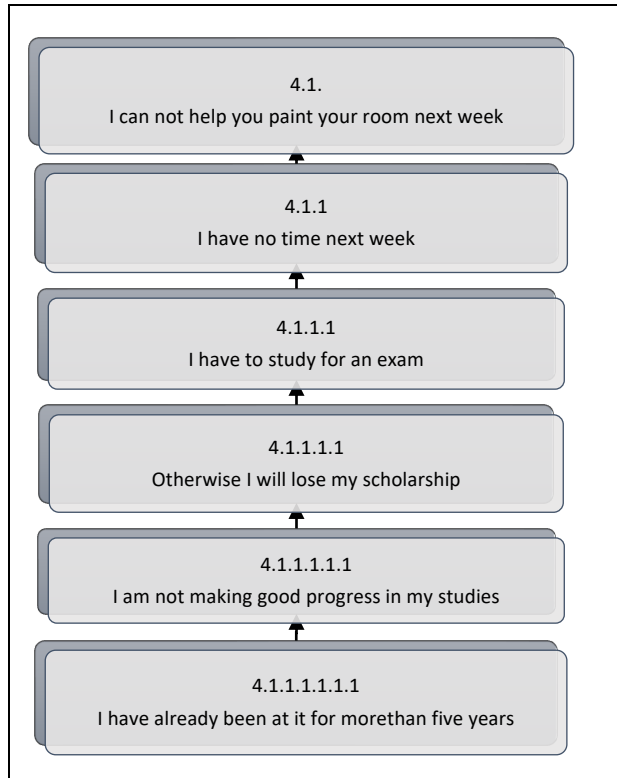 4.1.
I can not help you paint your room next week
4.1.1
I have no time next week
4.1.1.1
I have to study for an exam
4.1.1.1.1
Otherwise I will lose my scholarship
4.1.1.1.1.1
I am not making good progress in my studies
4.1.1.1.1.1.1
I have already been at it for morethan five years